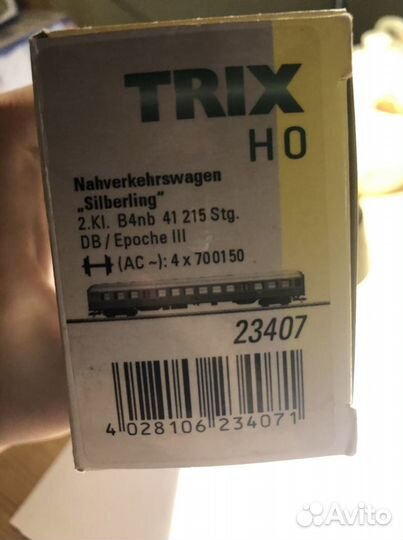 TRIX
H0
Nahverkehrswagen
„Silberling"
2.Kl. B4nb 41 215 Stg.
DB / Epoche III
(AC ~): 4 x 700150
23407
4 028106 234071
Avito